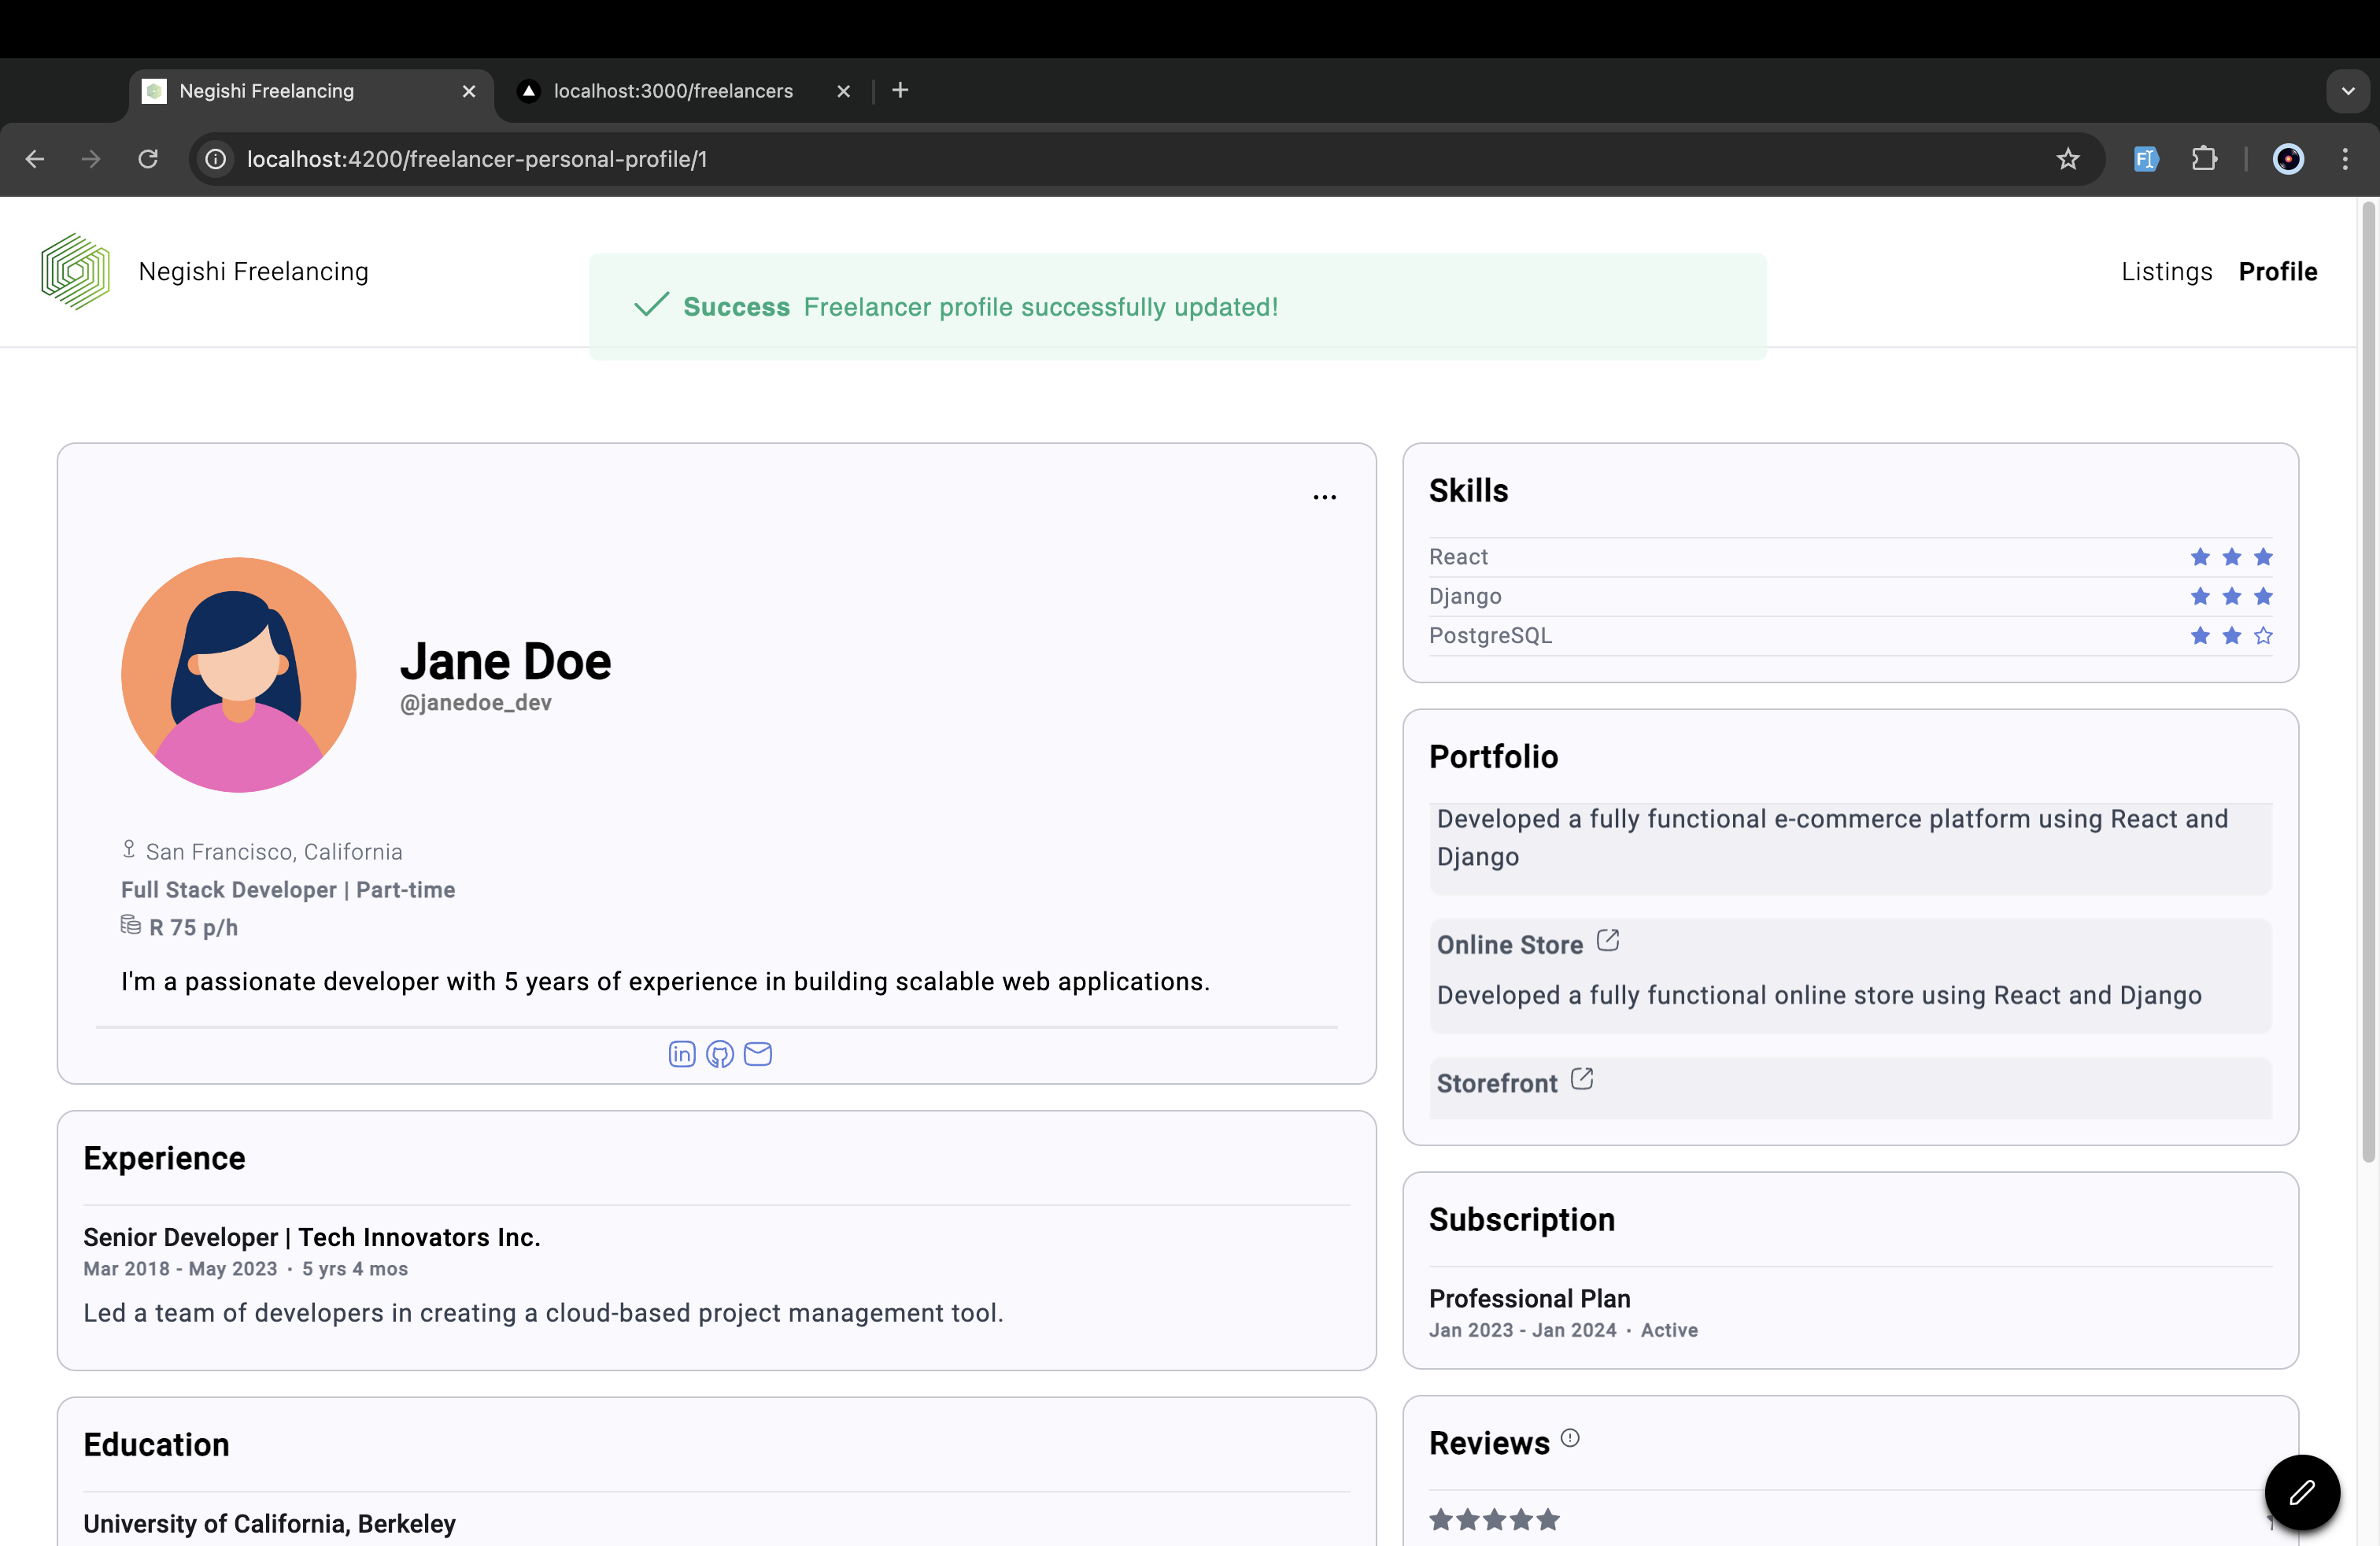 Negishi Freelancing
localhost:3000/freelancers
localhost:4200/freelancer-personal-profile/1
Negishi Freelancing
Success Freelancer profile successfully updated!
Listings Profile
Jane Doe
@janedoe_dev
San Francisco, California
Full Stack Developer | Part-time
R 75 p/h
I'm a passionate developer with 5 years of experience in building scalable web applications.
Experience
Senior Developer | Tech Innovators Inc.
Mar 2018 - May 2023 · 5 yrs 4 mos
Led a team of developers in creating a cloud-based project management tool.
Education
University of California, Berkeley
Skills
React
Django
PostgreSQL
Portfolio
Developed a fully functional e-commerce platform using React and
Django
Online Store
Developed a fully functional online store using React and Django
Storefront
Subscription
Professional Plan
Jan 2023 - Jan 2024 · Active
Reviews